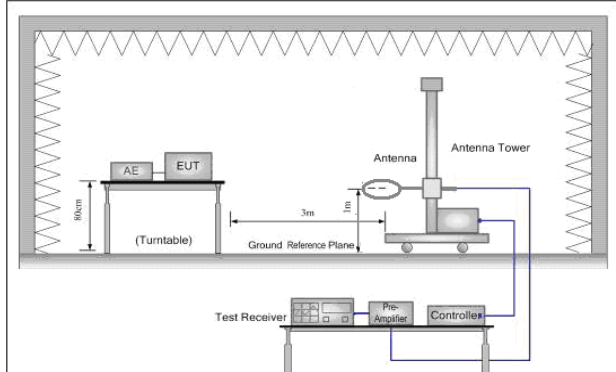 Antenna
Antenna Tower
AE
EUT
80cm
(Turntable)
3m
1m
Ground Reference Plane
Test Receiver
Pre-
Amplifier
Controller